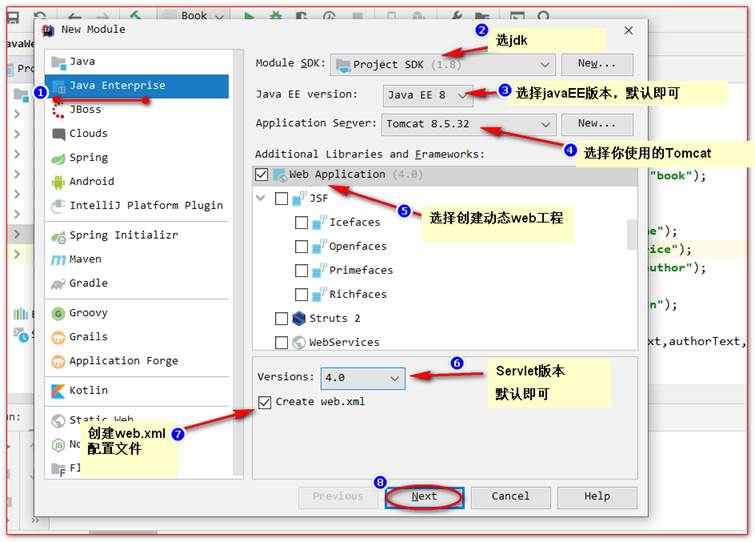 Book
New Module
② 选jdk
Module SDK: Project SDK (1.8) New...
Java EE version: Java EE 8
③ 选择javaEE版本，默认即可
Application Server: Tomcat 8.5.32 New...
④ 选择你使用的Tomcat
Additional Libraries and Frameworks:
Web Application (4.0)
⑤ 选择创建动态web工程
JSF
Icefaces
Openfaces
Primefaces
Richfaces
Struts 2
WebServices
Java
① Java Enterprise
JBoss
Clouds
Spring
Android
IntelliJ Platform Plugin
Spring Initializr
Maven
Gradle
Groovy
Grails
Application Forge
Kotlin
Static Web
⑥ Servlet版本
默认即可
Versions: 4.0
Create web.xml
⑦ 创建web.xml
配置文件
⑧
Previous
Next
Cancel
Help
"book");